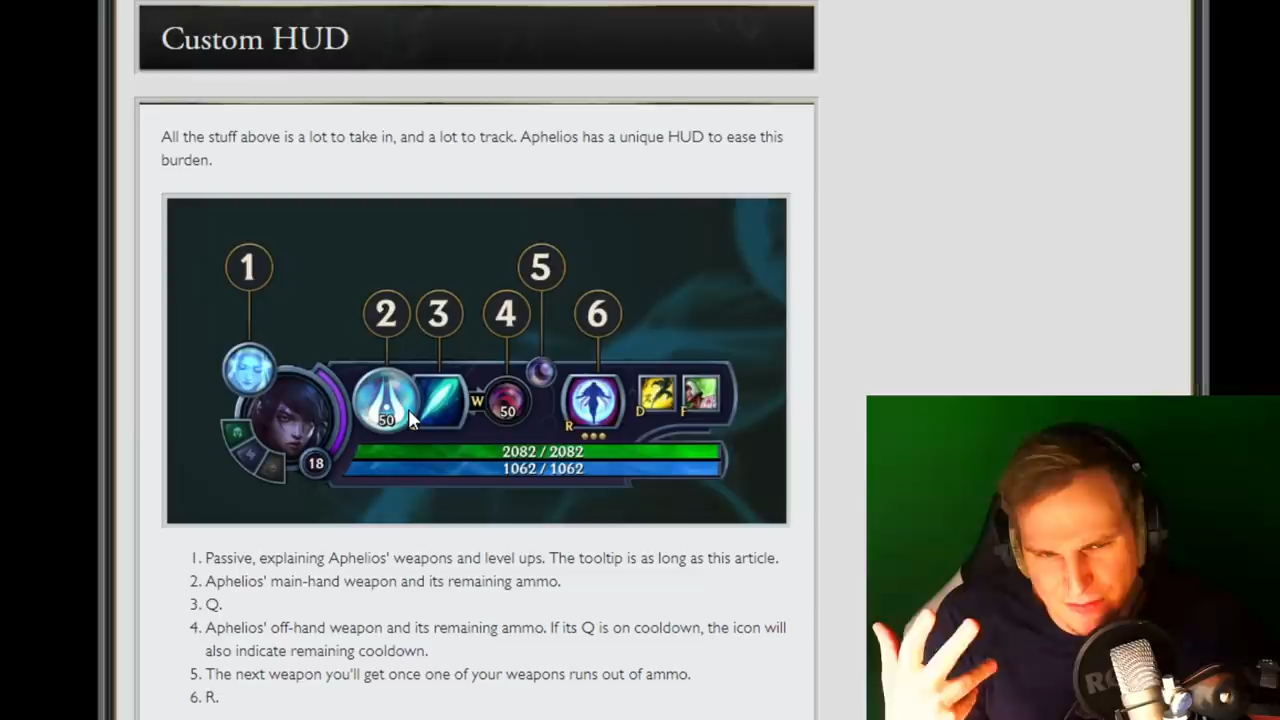 Custom HUD
All the stuff above is a lot to take in, and a lot to track. Aphelios has a unique HUD to ease this
burden.
1
5
2
3
4
6
50
W
50
R
D
F
18
2082 / 2082
1062 / 1062
1. Passive, explaining Aphelios' weapons and level ups. The tooltip is as long as this article.
2. Aphelios' main-hand weapon and its remaining ammo.
3. Q.
4. Aphelios' off-hand weapon and its remaining ammo. If its Q is on cooldown, the icon will
also indicate remaining cooldown.
5. The next weapon you'll get once one of your weapons runs out of ammo.
6. R.